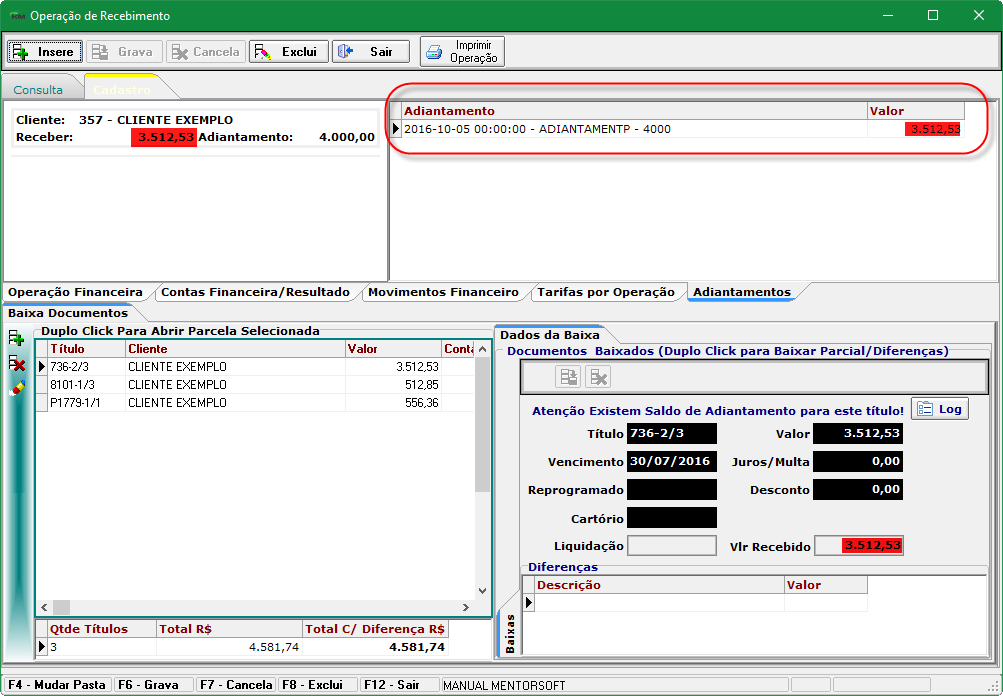 Operação de Recebimento
Insere Grava Cancela Exclui Sair Imprimir Operação
Consulta Cadastro
Cliente: 357 - CLIENTE EXEMPLO
Receber: 3.512,53 Adiantamento: 4.000,00
Adiantamento Valor
2016-10-05 00:00:00 - ADIANTAMENTP - 4000 3.512,53
Operação Financeira Contas Financeira/Resultado Movimentos Financeiro Tarifas por Operação Adiantamentos
Baixa Documentos
Duplo Click Para Abrir Parcela Selecionada
Título Cliente Valor Conta
736-2/3 CLIENTE EXEMPLO 3.512,53
8101-1/3 CLIENTE EXEMPLO 512,85
P1779-1/1 CLIENTE EXEMPLO 556,36
Qtde Títulos Total R$ Total C/ Diferença R$
3 4.581,74 4.581,74
Dados da Baixa
Documentos Baixados (Duplo Click para Baixar Parcial/Diferenças)
Atenção Existem Saldo de Adiantamento para este título! Log
Título 736-2/3 Valor 3.512,53
Vencimento 30/07/2016 Juros/Multa 0,00
Reprogramado Desconto 0,00
Cartório
Liquidação Vlr Recebido 3.512,53
Diferenças
Descrição Valor
Baixas
F4 - Mudar Pasta F6 - Grava F7 - Cancela F8 - Exclui F12 - Sair MANUAL MENTORSOFT